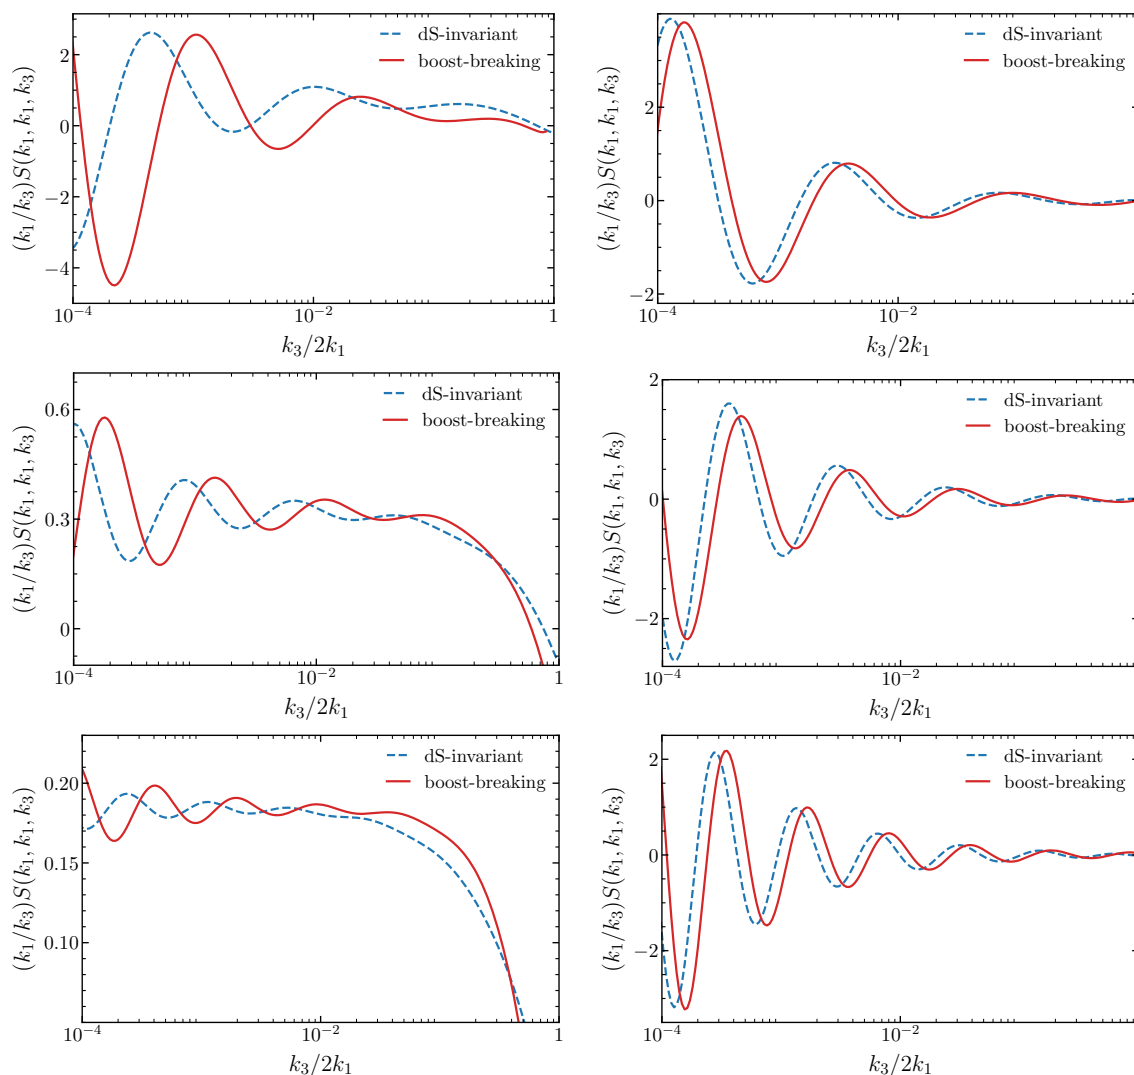 dS-invariant
boost-breaking
(k₁/k₃)S(k₁, k₁, k₃)
2
0
−2
−4
10⁻⁴
10⁻²
1
k₃/2k₁
dS-invariant
boost-breaking
(k₁/k₃)S(k₁, k₁, k₃)
4
2
0
−2
10⁻⁴
10⁻²
k₃/2k₁
dS-invariant
boost-breaking
(k₁/k₃)S(k₁, k₁, k₃)
0.6
0.3
0
10⁻⁴
10⁻²
1
k₃/2k₁
dS-invariant
boost-breaking
(k₁/k₃)S(k₁, k₁, k₃)
2
0
−2
10⁻⁴
10⁻²
k₃/2k₁
dS-invariant
boost-breaking
(k₁/k₃)S(k₁, k₁, k₃)
0.20
0.15
0.10
10⁻⁴
10⁻²
1
k₃/2k₁
dS-invariant
boost-breaking
(k₁/k₃)S(k₁, k₁, k₃)
2
0
−2
10⁻⁴
10⁻²
k₃/2k₁